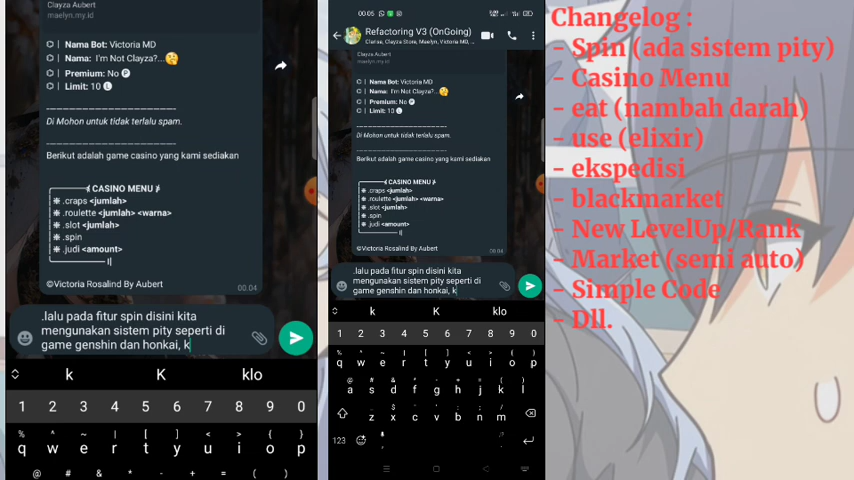 Clayza Aubert
maelyn.my.id
Nama Bot: Victoria MD
Nama: I'm Not Clayza?...🤔
Premium: No Ⓟ
Limit: 10 Ⓛ
Di Mohon untuk tidak terlalu spam.
Berikut adalah game casino yang kami sediakan
CASINO MENU
.craps <jumlah>
.roulette <jumlah> <warna>
.slot <jumlah>
.spin
.judi <amount>
©Victoria Rosalind By Aubert
00.04
.lalu pada fitur spin disini kita
mengunakan sistem pity seperti di
game genshin dan honkai, k
k K klo
1 2 3 4 5 6 7 8 9 0
% ^ ~ | [ ] < > { }
q w e r t y u i o p
@ # & * - + = ( )
00.05
Refactoring V3 (OnGoing)
Clarise, Clayza Store, Maelyn, Victoria MD,
Clayza Aubert
maelyn.my.id
Nama Bot: Victoria MD
Nama: I'm Not Clayza?...🤔
Premium: No Ⓟ
Limit: 10 Ⓛ
Di Mohon untuk tidak terlalu spam.
Berikut adalah game casino yang kami sediakan
CASINO MENU
.craps <jumlah>
.roulette <jumlah> <warna>
.slot <jumlah>
.spin
.judi <amount>
©Victoria Rosalind By Aubert
00.04
.lalu pada fitur spin disini kita
mengunakan sistem pity seperti di
game genshin dan honkai, k
k K klo
1 2 3 4 5 6 7 8 9 0
q w e r t y u i o p
a s d f g h j k l
z x c v b n m
123
Changelog :
- Spin (ada sistem pity)
- Casino Menu
- eat (nambah darah)
- use (elixir)
- ekspedisi
- blackmarket
- New LevelUp/Rank
- Market (semi auto)
- Simple Code
- Dll.